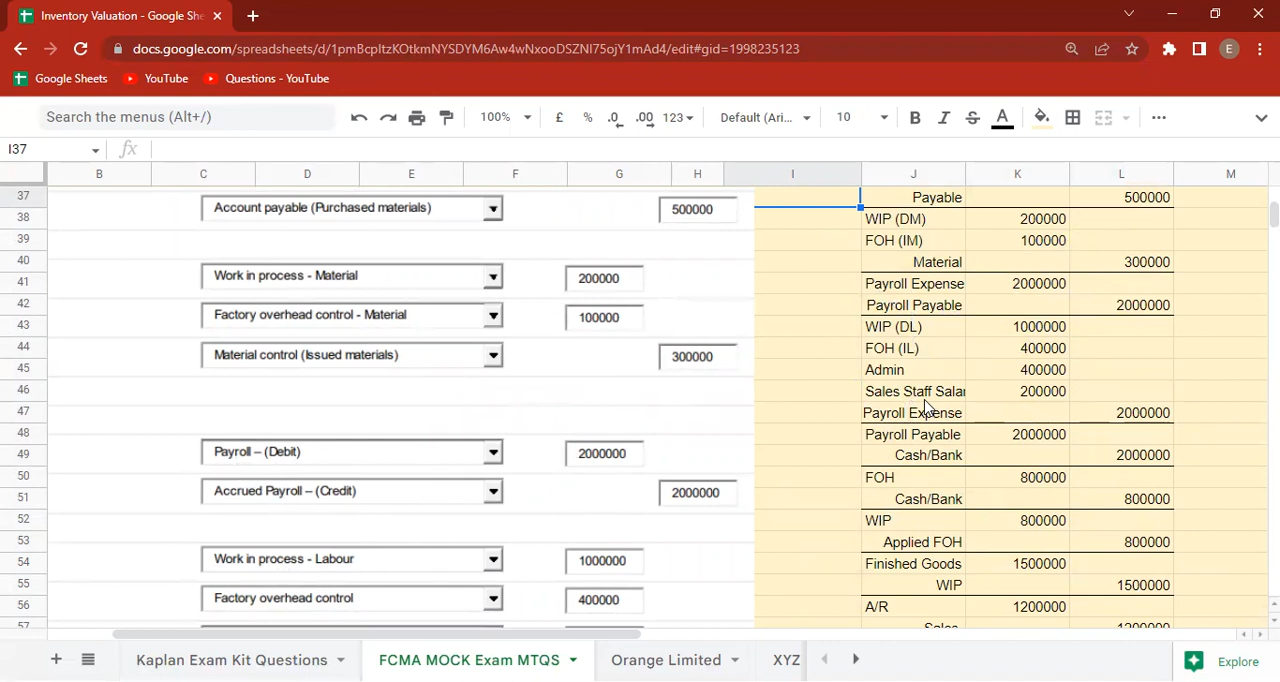 Inventory Valuation - Google She
docs.google.com/spreadsheets/d/1pmBcpltzKOtkmNYSDYM6Aw4wNxooDSZNl75ojY1mAd4/edit#gid=1998235123
E
Google Sheets YouTube Questions - YouTube
Search the menus (Alt+/) 100% £ % .0 .00 123 Default (Ari... 10 B I S A
I37 fx
B C D E F G H I J K L M
37 Account payable (Purchased materials) 500000 Payable 500000
38 WIP (DM) 200000
39 FOH (IM) 100000
40 Material 300000
41 Work in process - Material 200000 Payroll Expense 2000000
42 Payroll Payable 2000000
43 Factory overhead control - Material 100000 WIP (DL) 1000000
44 FOH (IL) 400000
45 Material control (Issued materials) 300000 Admin 400000
46 Sales Staff Salar 200000
47 Payroll Expense 2000000
48 Payroll Payable 2000000
49 Payroll – (Debit) 2000000 Cash/Bank 2000000
50 FOH 800000
51 Accrued Payroll – (Credit) 2000000 Cash/Bank 800000
52 WIP 800000
53 Applied FOH 800000
54 Work in process - Labour 1000000 Finished Goods 1500000
55 WIP 1500000
56 Factory overhead control 400000 A/R 1200000
57 Sales 1200000
Kaplan Exam Kit Questions FCMA MOCK Exam MTQS Orange Limited XYZ Explore